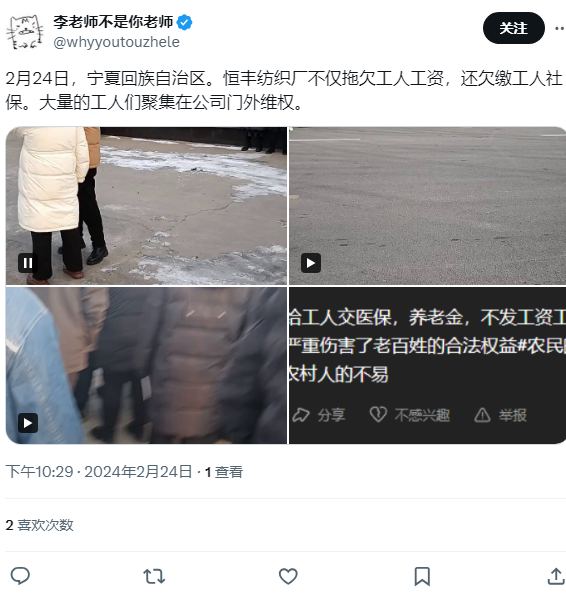 李老师不是你老师
@whyyoutouzhele
关注
2月24日，宁夏回族自治区。恒丰纺织厂不仅拖欠工人工资，还欠缴工人社
保。大量的工人们聚集在公司门外维权。
给工人交医保，养老金，不发工资工
严重伤害了老百姓的合法权益#农民
农村人的不易
分享 不感兴趣 举报
下午10:29 · 2024年2月24日 · 1 查看
2 喜欢次数